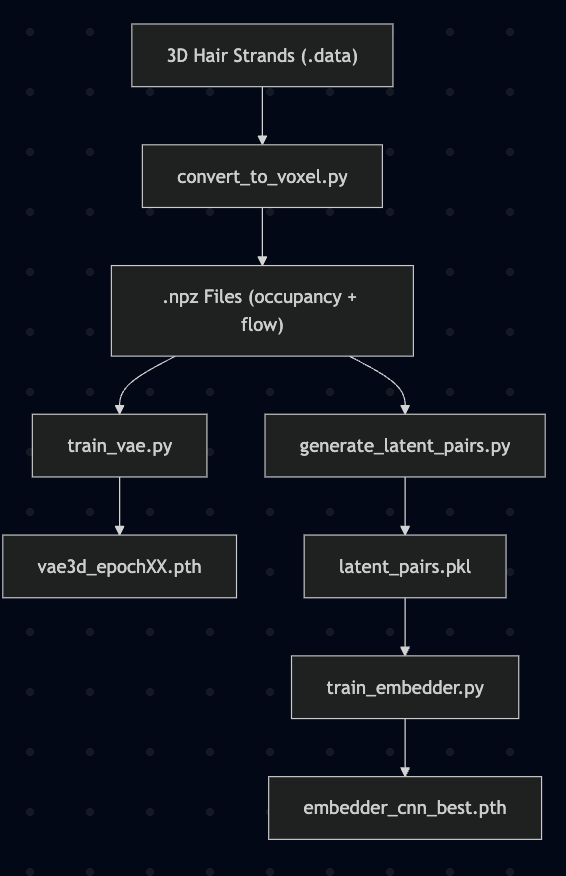 3D Hair Strands (.data)
convert_to_voxel.py
.npz Files (occupancy +
flow)
train_vae.py
generate_latent_pairs.py
vae3d_epochXX.pth
latent_pairs.pkl
train_embedder.py
embedder_cnn_best.pth